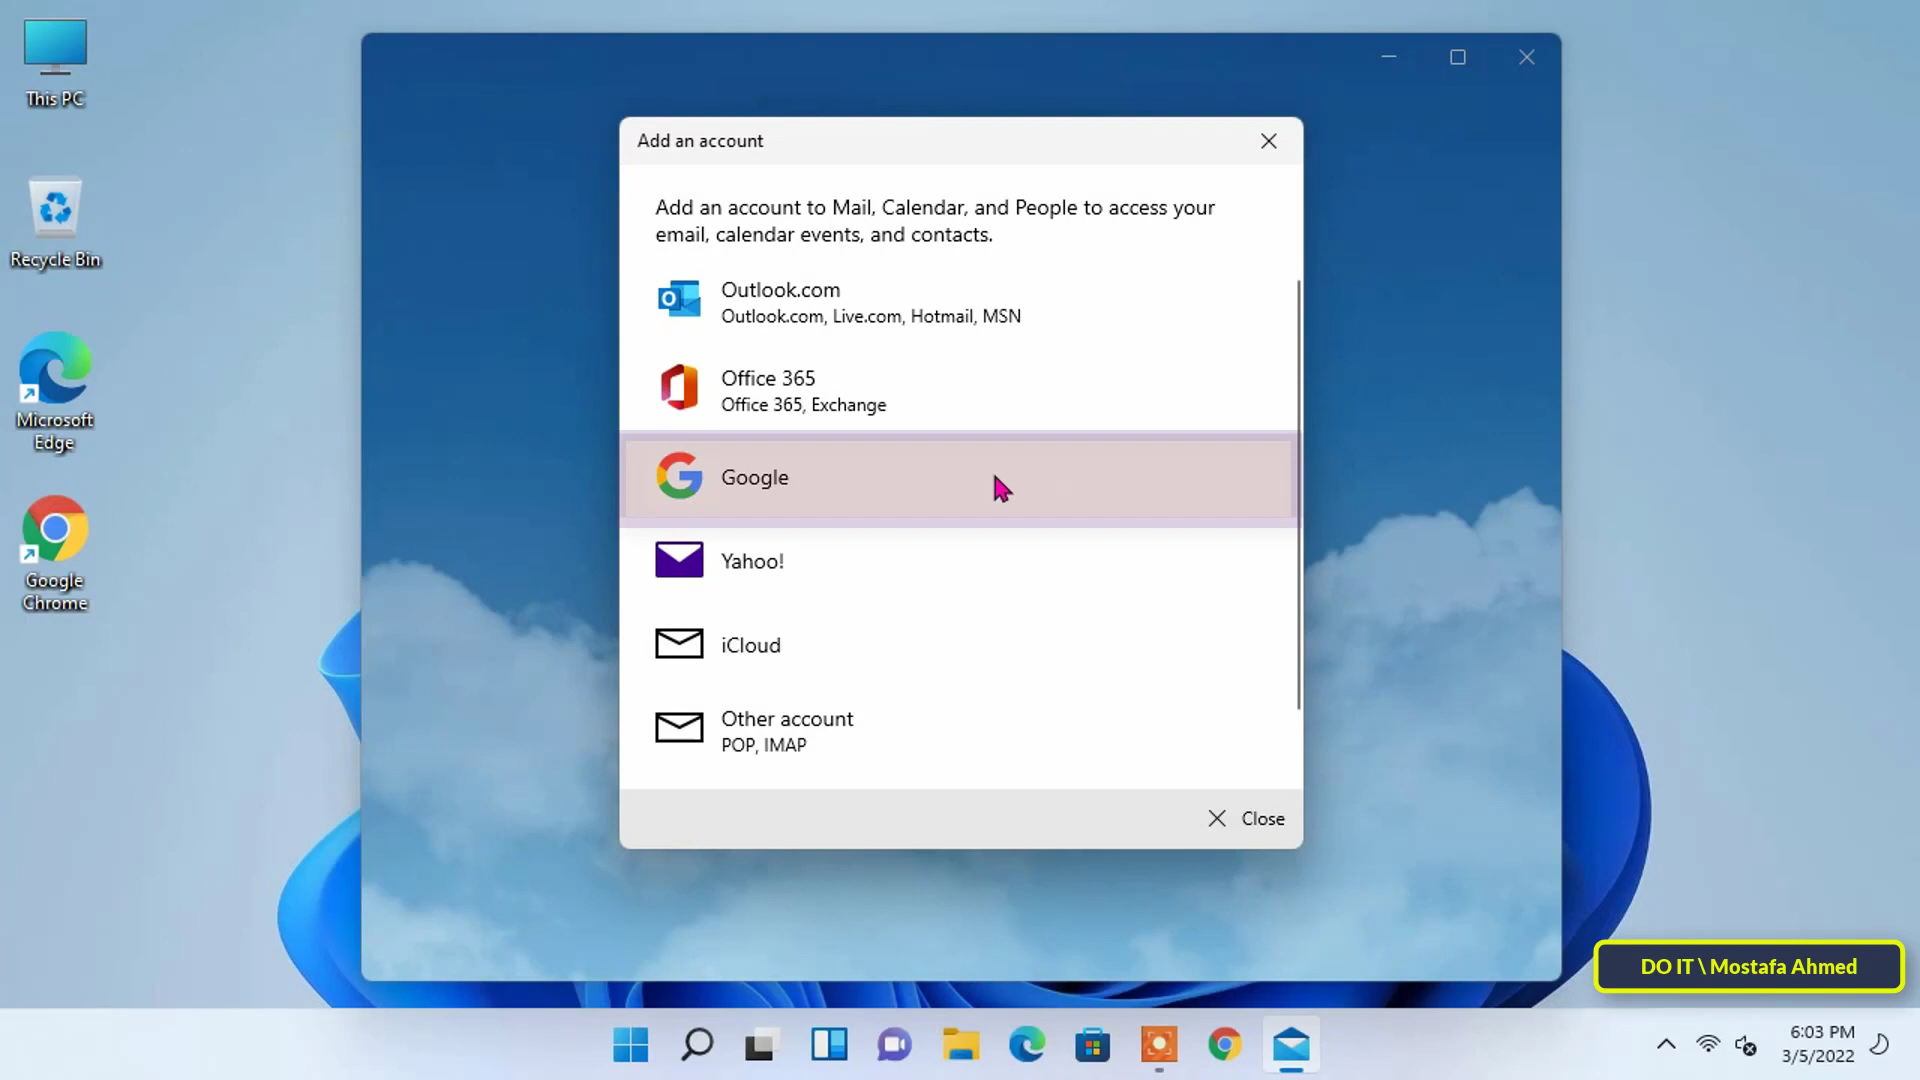 This PC
Recycle Bin
Microsoft
Edge
Google
Chrome
Add an account
Add an account to Mail, Calendar, and People to access your
email, calendar events, and contacts.
Outlook.com
Outlook.com, Live.com, Hotmail, MSN
Office 365
Office 365, Exchange
Google
Yahoo!
iCloud
Other account
POP, IMAP
Close
DO IT \ Mostafa Ahmed
6:03 PM
3/5/2022